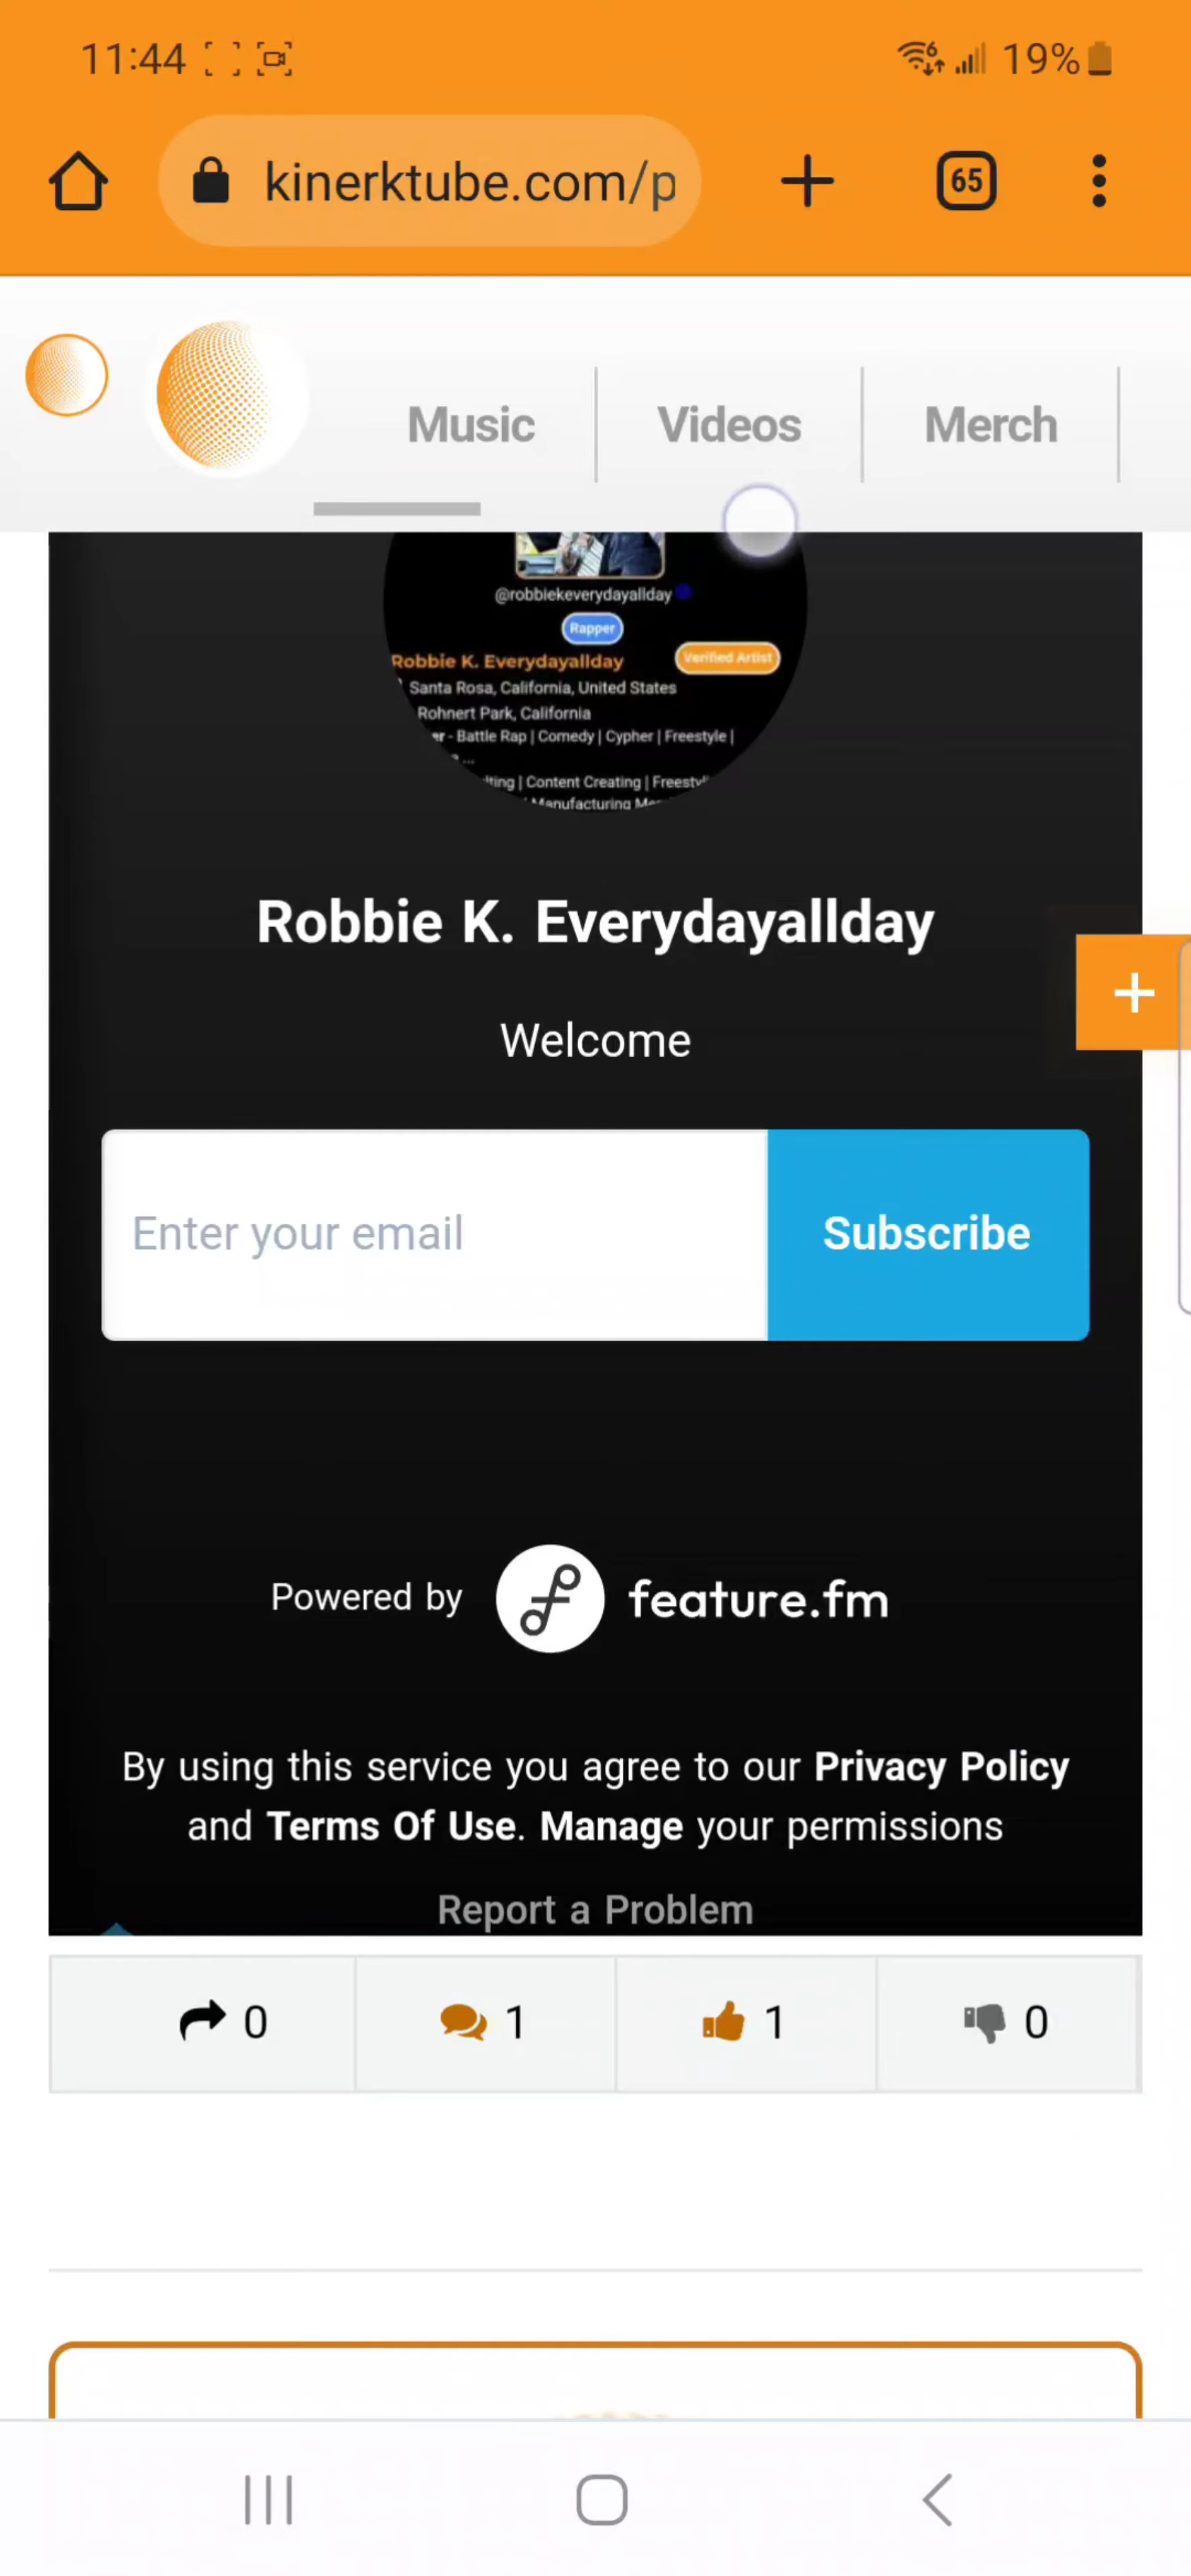 11:44
19%
kinerktube.com/p
65
Music
Videos
Merch
@robbiekeverydayallday
Rapper
Robbie K. Everydayallday
Verified Artist
Santa Rosa, California, United States
Rohnert Park, California
er - Battle Rap | Comedy | Cypher | Freestyle |
...
| Content Creating |
Manufacturing
Robbie K. Everydayallday
Welcome
Enter your email
Subscribe
Powered by
feature.fm
By using this service you agree to our Privacy Policy
and Terms Of Use. Manage your permissions
Report a Problem
0
1
1
0